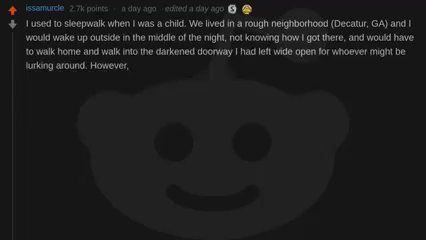 issamurcle 2.7k points · a day ago · edited a day ago
I used to sleepwalk when I was a child. We lived in a rough neighborhood (Decatur, GA) and I
would wake up outside in the middle of the night, not knowing how I got there, and would have
to walk home and walk into the darkened doorway I had left wide open for whoever might be
lurking around. However,